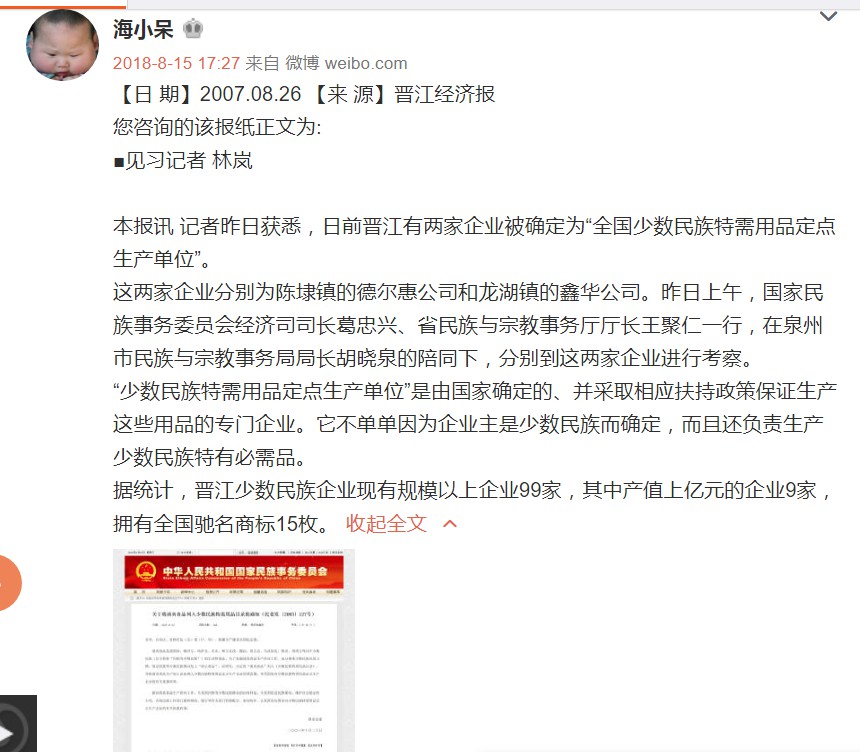 海小呆
2018-8-15 17:27 来自 微博 weibo.com
【日 期】2007.08.26 【来 源】晋江经济报
您咨询的该报纸正文为:
■见习记者 林岚
本报讯 记者昨日获悉，日前晋江有两家企业被确定为“全国少数民族特需用品定点
生产单位”。
这两家企业分别为陈埭镇的德尔惠公司和龙湖镇的鑫华公司。昨日上午，国家民
族事务委员会经济司司长葛忠兴、省民族与宗教事务厅厅长王聚仁一行，在泉州
市民族与宗教事务局局长胡晓泉的陪同下，分别到这两家企业进行考察。
“少数民族特需用品定点生产单位”是由国家确定的、并采取相应扶持政策保证生产
这些用品的专门企业。它不单单因为企业主是少数民族而确定，而且还负责生产
少数民族特有必需品。
据统计，晋江少数民族企业现有规模以上企业99家，其中产值上亿元的企业9家，
拥有全国驰名商标15枚。 收起全文
中华人民共和国国家民族事务委员会
State Ethnic Affairs Commission of the People's Republic of China